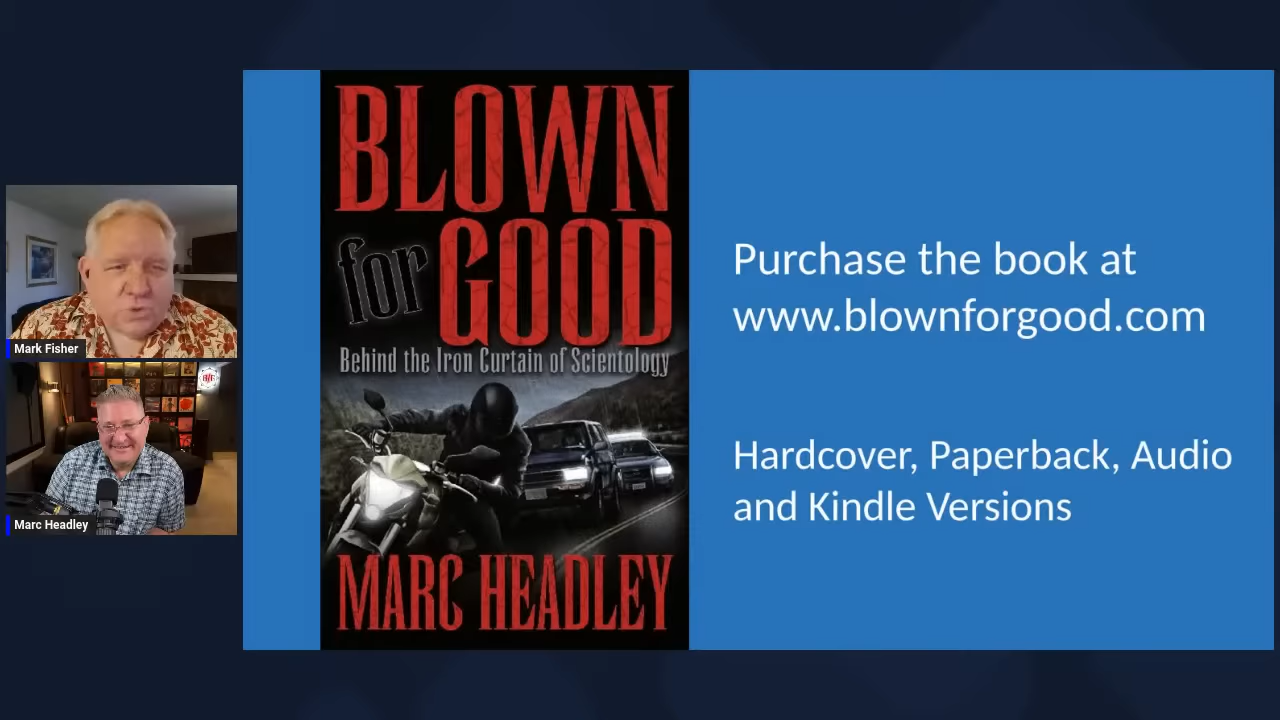 Mark Fisher
Marc Headley
BLOWN
for GOOD
Behind the Iron Curtain of Scientology
MARC HEADLEY
Purchase the book at
www.blownforgood.com
Hardcover, Paperback, Audio
and Kindle Versions